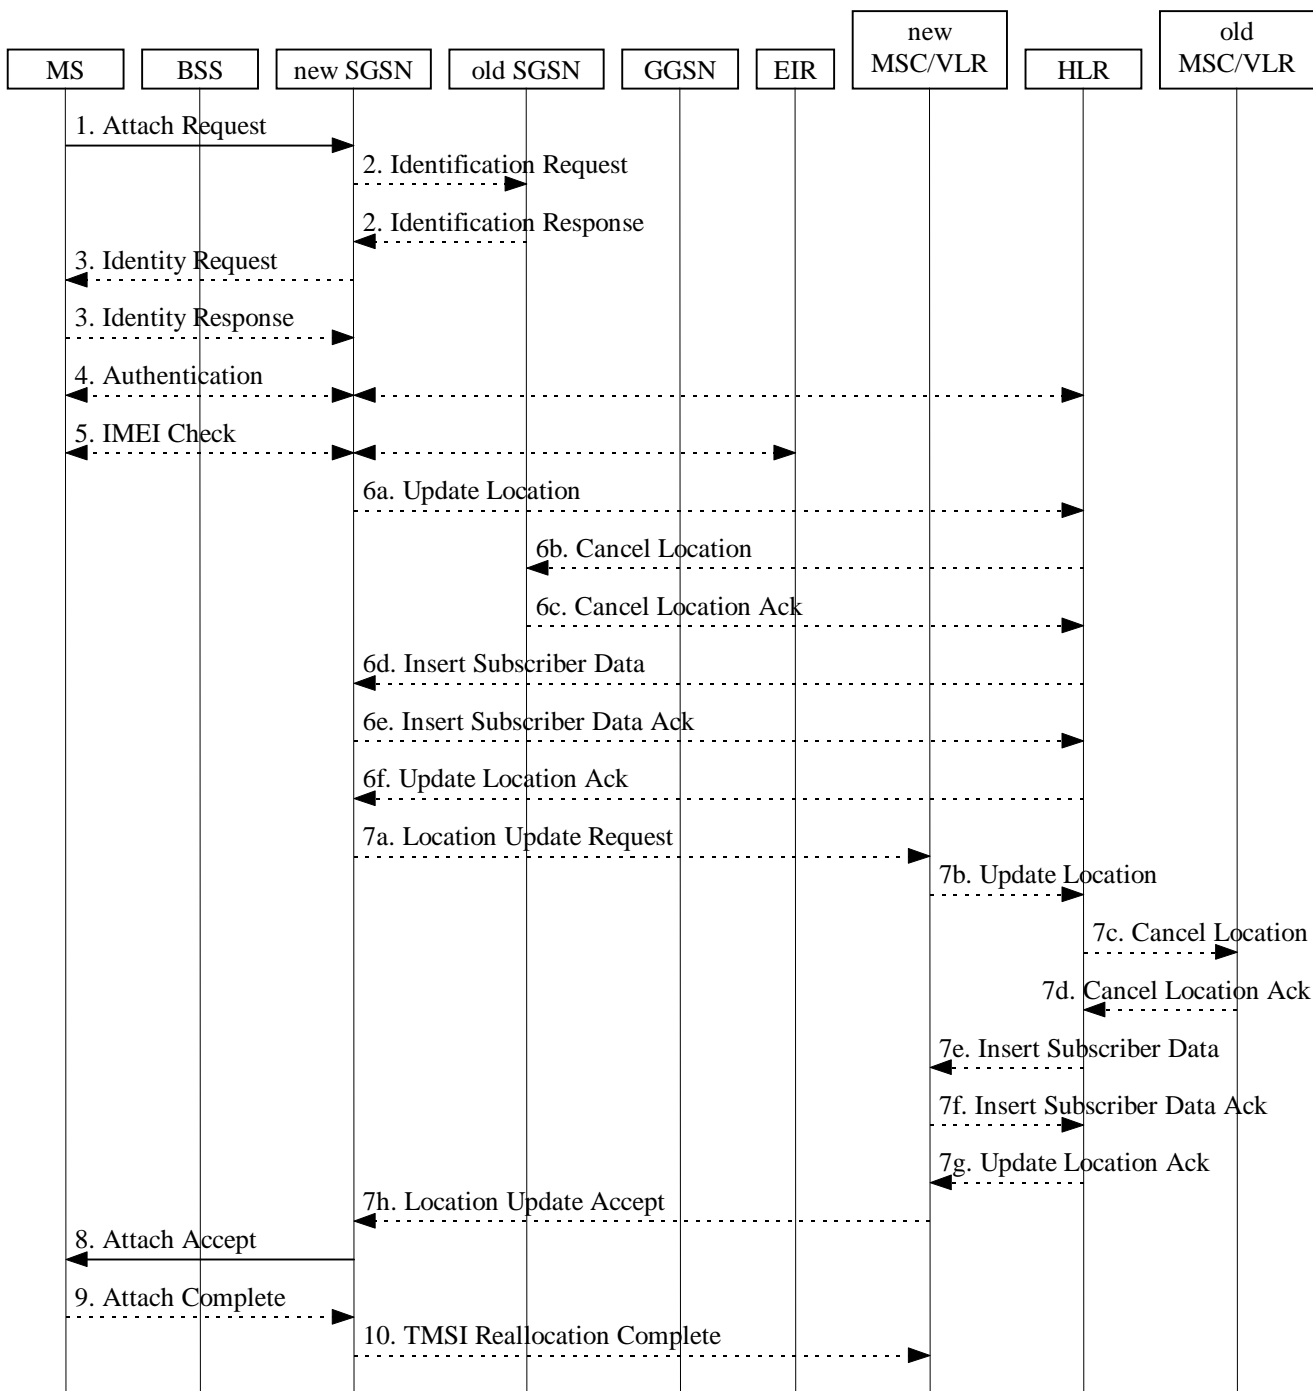 new
old
MS
BSS
new SGSN
old SGSN
GGSN
EIR
MSC/VLR
HLR
MSC/VLR
1. Attach Request
2. Identification Request
2. Identification Response
3. Identity Request
3. Identity Response
4. Authentication
5. IMEI Check
6a. Update Location
6b. Cancel Location
6c. Cancel Location Ack
6d. Insert Subscriber Data
6e. Insert Subscriber Data Ack
6f. Update Location Ack
7a. Location Update Request
7b. Update Location
7c. Cancel Location
7d. Cancel Location Ack
7e. Insert Subscriber Data
7f. Insert Subscriber Data Ack
7g. Update Location Ack
7h. Location Update Accept
8. Attach Accept
9. Attach Complete
10. TMSI Reallocation Complete